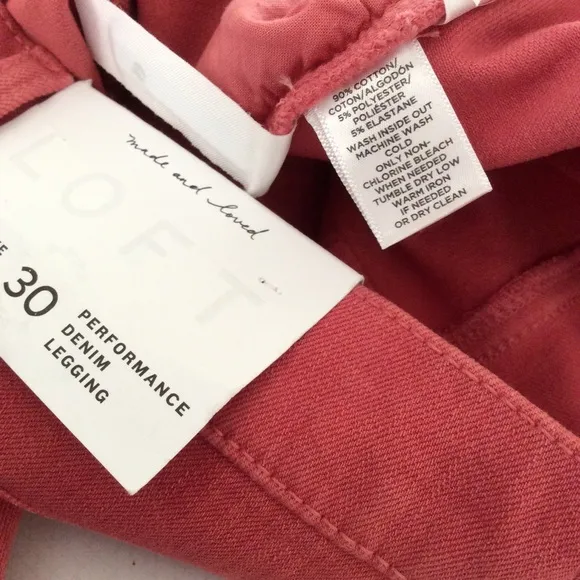 made and loved
LOFT
30
PERFORMANCE
DENIM
LEGGING
90% COTTON/
COTON/ALGODÓN
5% POLYESTER/
POLIÉSTER
5% ELASTANE
WASH INSIDE OUT
MACHINE WASH
COLD
ONLY NON-
CHLORINE BLEACH
WHEN NEEDED
TUMBLE DRY LOW
WARM IRON
IF NEEDED
OR DRY CLEAN